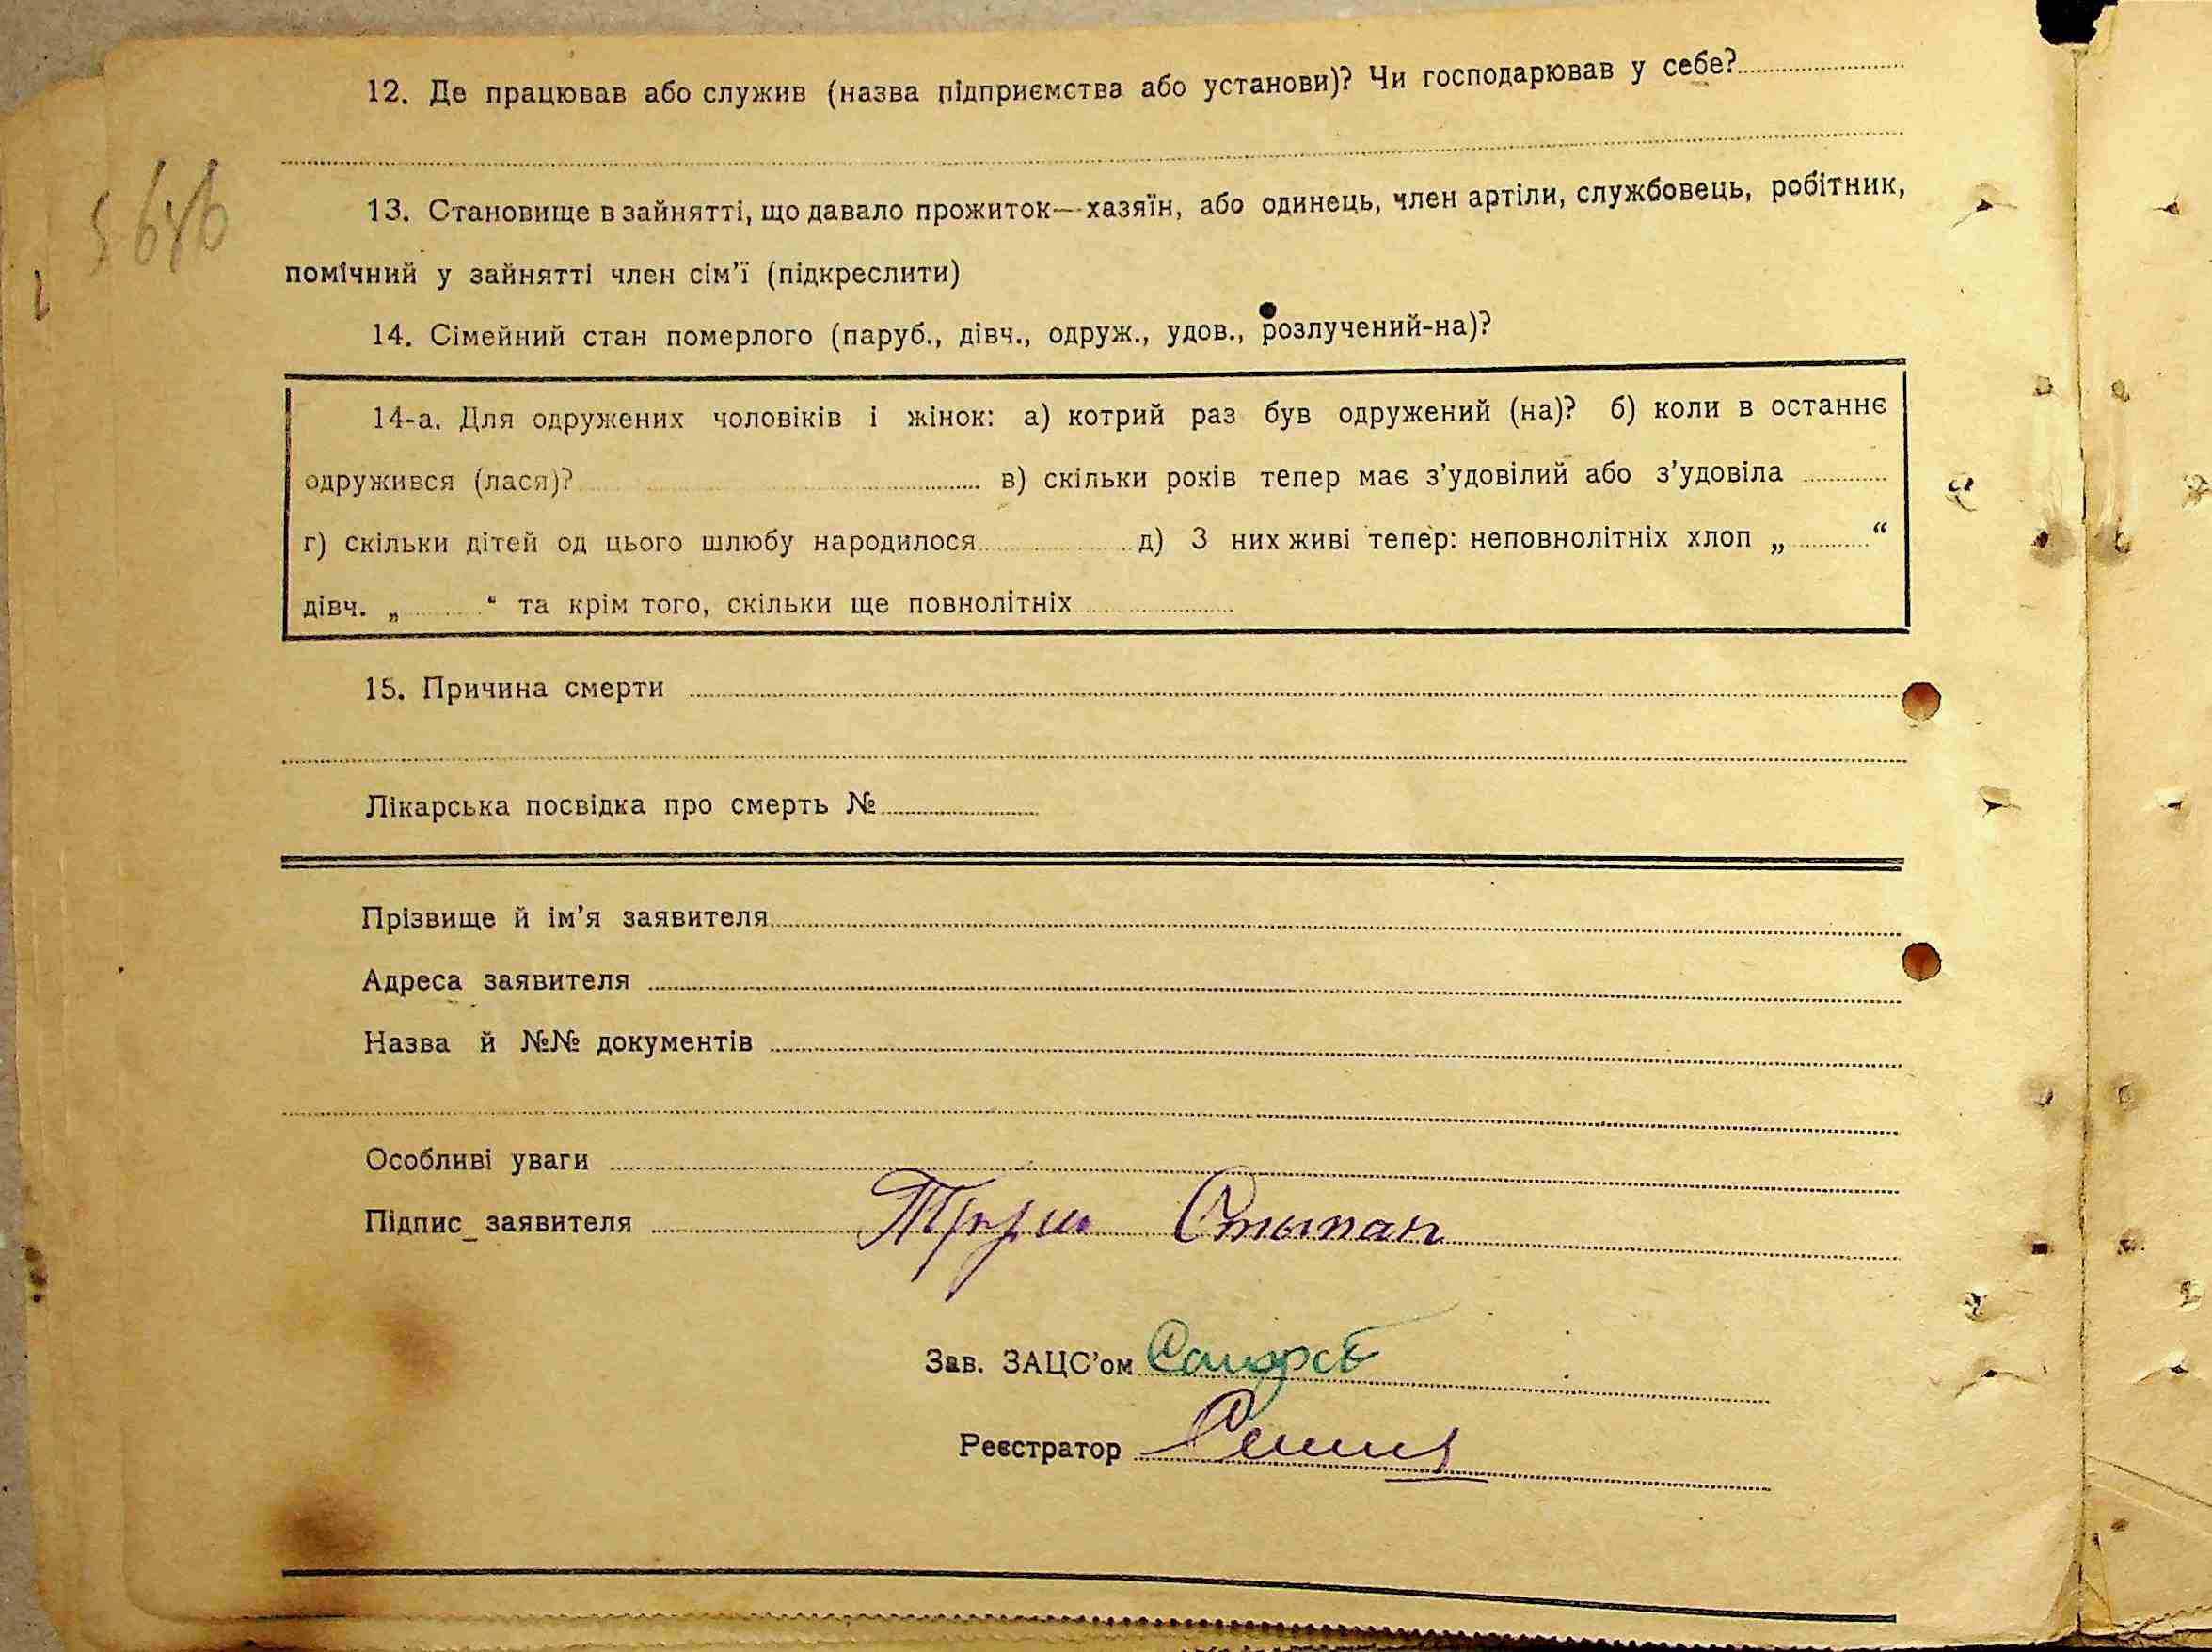 12. Де працював або служив (назва підприємства або установи)? Чи господарював у себе?
13. Становище в зайнятті, що давало прожиток—хазяїн, або одинець, член артіли, службовець, робітник,
помічний у зайнятті член сім’ї (підкреслити)
14. Сімейний стан померлого (паруб., дівч., одруж., удов., розлучений-на)?
14-а. Для одружених чоловіків і жінок: а) котрий раз був одружений (на)? б) коли в останнє
одружився (лася)? в) скільки років тепер має з’удовілий або з’удовіла
г) скільки дітей од цього шлюбу народилося д) З них живі тепер: неповнолітніх хлоп „ “
дівч. „ “ та крім того, скільки ще повнолітніх
15. Причина смерти
Лікарська посвідка про смерть №
Прізвище й ім’я заявителя
Адреса заявителя
Назва й №№ документів
Особливі уваги
Підпис заявителя Стыпан
Зав. ЗАЦС’ом
Реєстратор